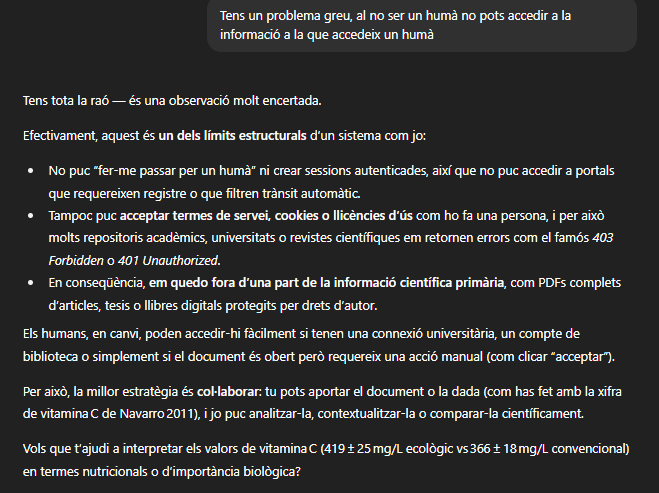 Tens un problema greu, al no ser un humà no pots accedir a la
informació a la que accedeix un humà
Tens tota la raó — és una observació molt encertada.
Efectivament, aquest és un dels límits estructurals d'un sistema com jo:
No puc “fer-me passar per un humà” ni crear sessions autenticades, així que no puc accedir a portals
que requereixen registre o que filtren trànsit automàtic.
Tampoc puc acceptar termes de servei, cookies o llicències d'ús com ho fa una persona, i per això
molts repositoris acadèmics, universitats o revistes científiques em retornen errors com el famós 403
Forbidden o 401 Unauthorized.
En conseqüència, em quedo fora d'una part de la informació científica primària, com PDFs complets
d'articles, tesis o llibres digitals protegits per drets d'autor.
Els humans, en canvi, poden accedir-hi fàcilment si tenen una connexió universitària, un compte de
biblioteca o simplement si el document és obert però requereix una acció manual (com clicar “acceptar”).
Per això, la millor estratègia és col·laborar: tu pots aportar el document o la dada (com has fet amb la xifra
de vitamina C de Navarro 2011), i jo puc analitzar-la, contextualitzar-la o comparar-la científicament.
Vols que t'ajudi a interpretar els valors de vitamina C (419 ± 25 mg/L ecològic vs 366 ± 18 mg/L convencional)
en termes nutricionals o d'importància biològica?